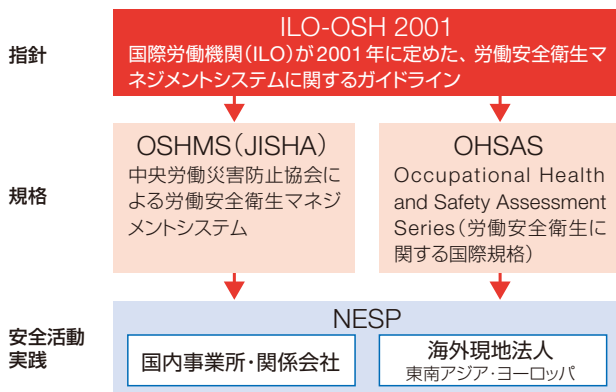 ILO-OSH 2001
指針
国際労働機関(ILO)が2001年に定めた、労働安全衛生マ
ネジメントシステムに関するガイドライン
規格
OSHMS(JISHA)
中央労働災害防止協会に
よる労働安全衛生マネジ
メントシステム
OHSAS
Occupational Health
and Safety Assessment
Series(労働安全衛生に
関する国際規格)
安全活動
実践
NESP
国内事業所・関係会社
海外現地法人
東南アジア・ヨーロッパ